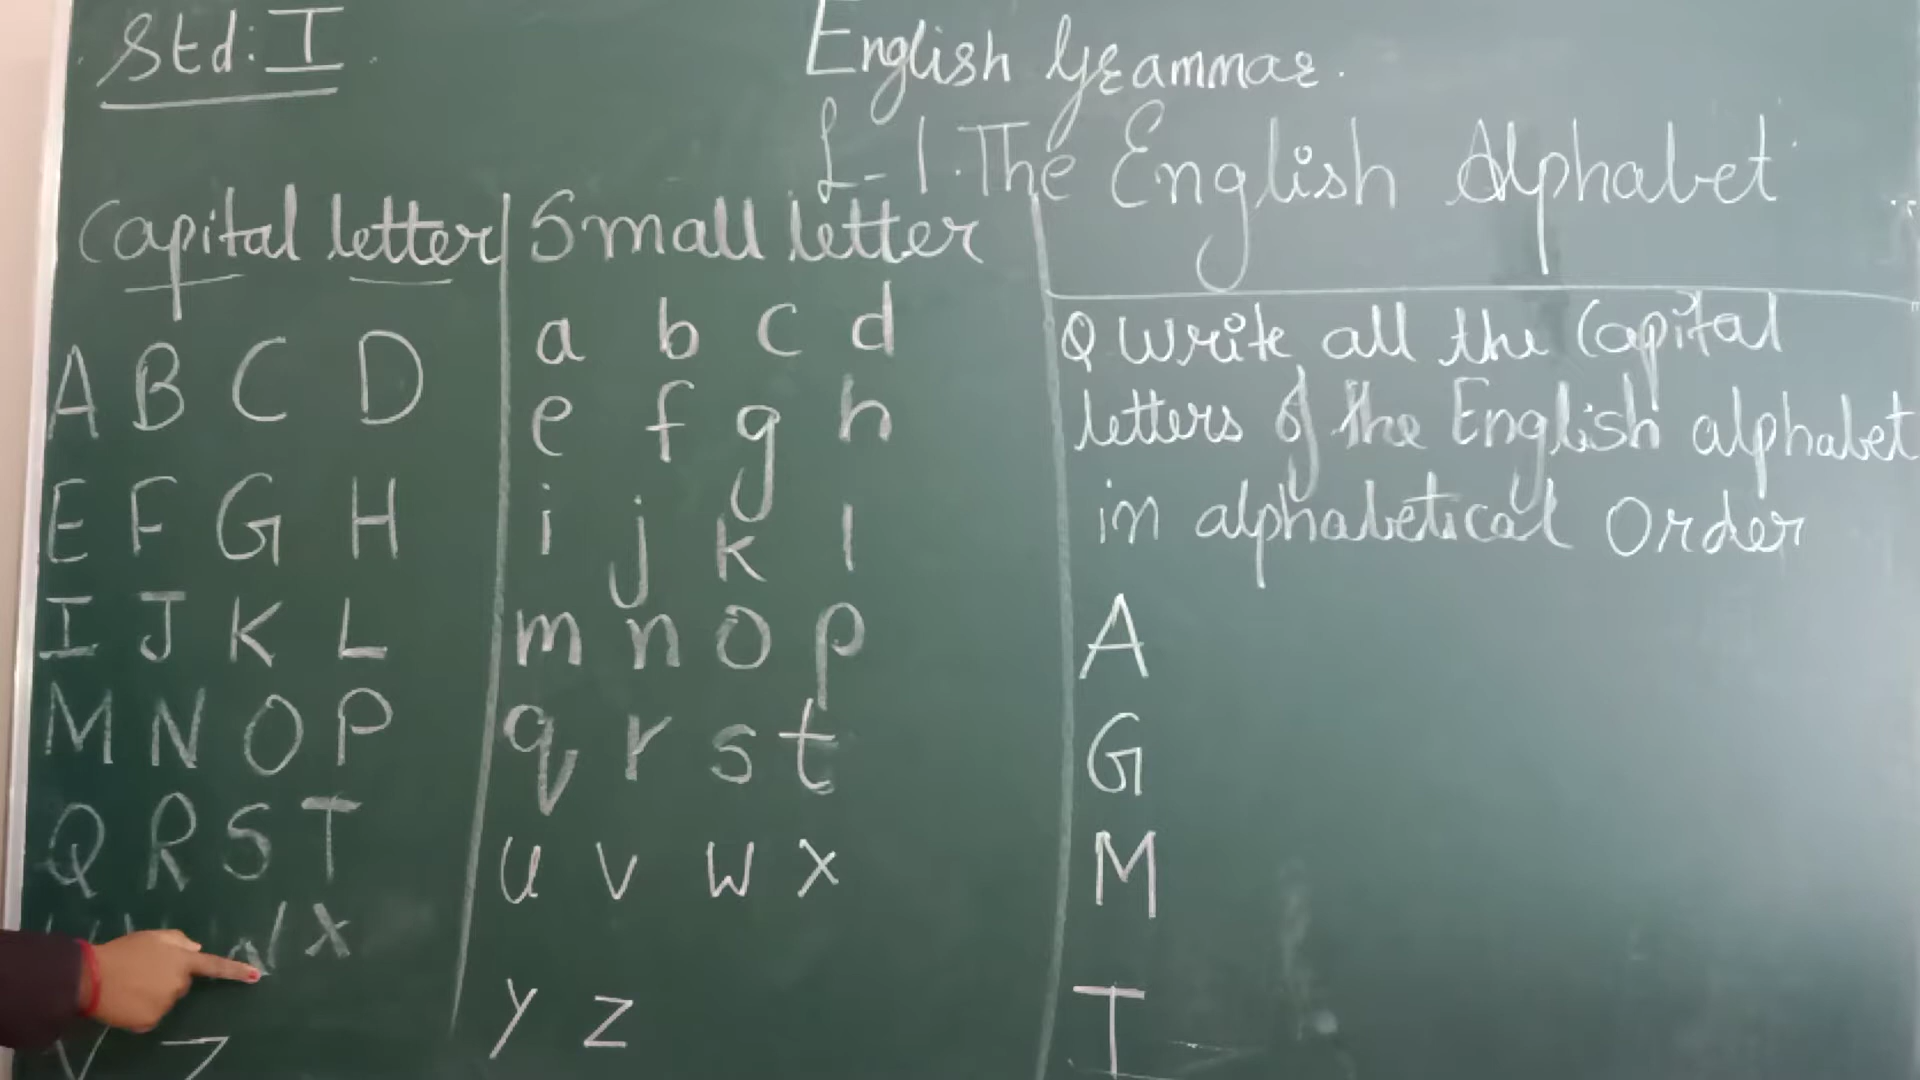 Std: I
English Grammar.
L-1. The English Alphabet
Capital letter
A B C D
E F G H
I J K L
M N O P
Q R S T
X
Y Z
Small letter
a b c d
e f g h
i j k l
m n o p
q r s t
u v w x
y z
Q Write all the Capital
letters of the English alphabet
in alphabetical Order
A
G
M
T